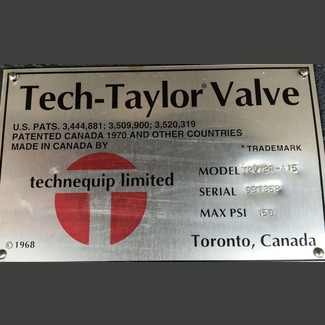 Tech-Taylor* Valve
U.S. PATS. 3,444,881; 3,509,900; 3,520,319
PATENTED CANADA 1970 AND OTHER COUNTRIES
MADE IN CANADA BY
* TRADEMARK
technequip limited
MODEL
SERIAL
MAX PSI 150
© 1968
Toronto, Canada